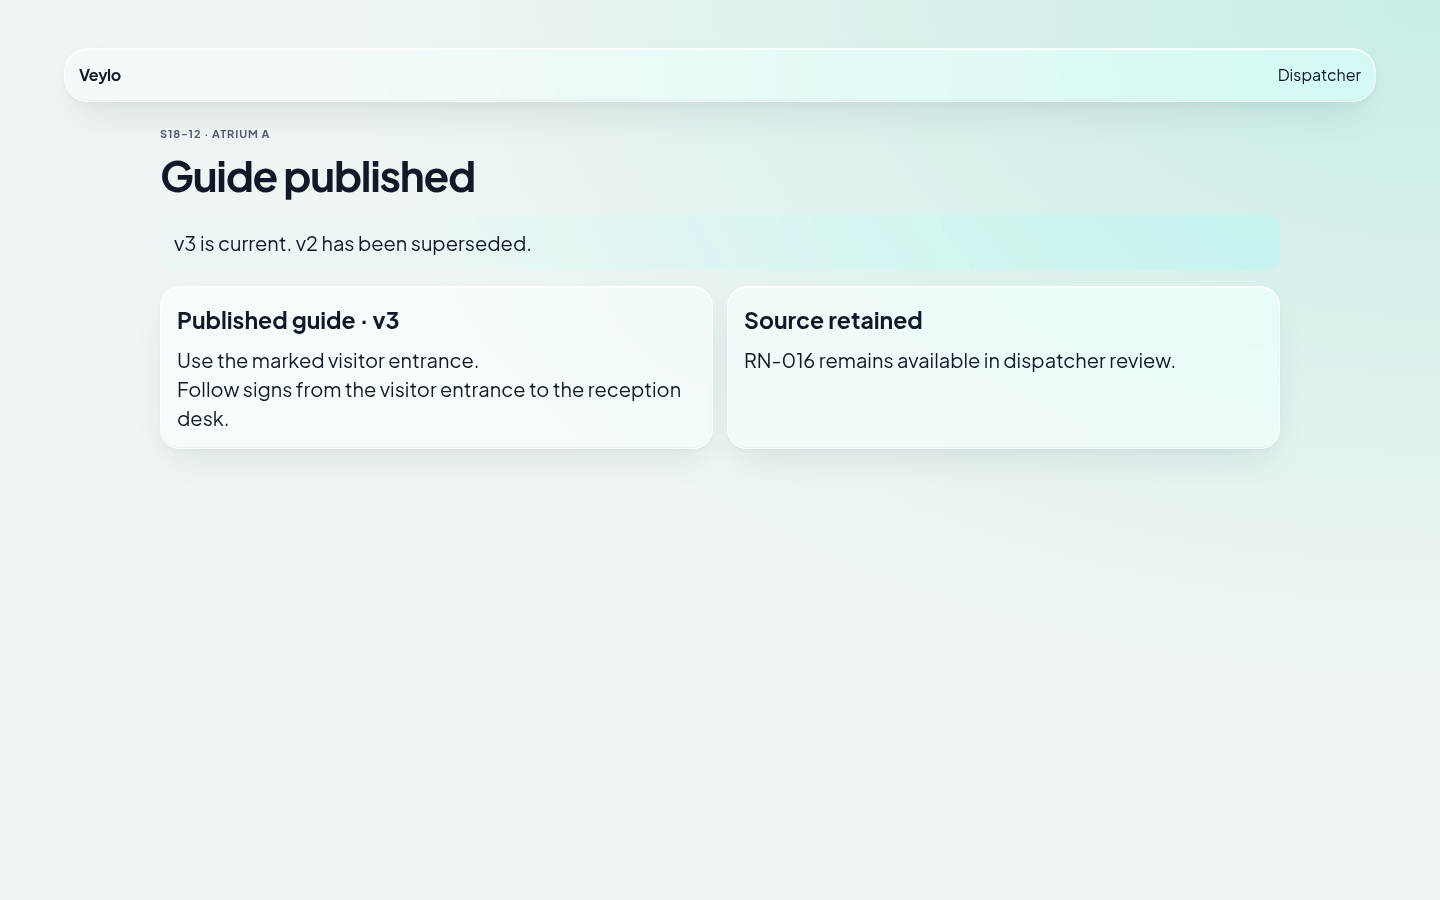 Veylo
Dispatcher
S18-12 · ATRIUM A
Guide published
v3 is current. v2 has been superseded.
Published guide · v3
Use the marked visitor entrance.
Follow signs from the visitor entrance to the reception
desk.
Source retained
RN-016 remains available in dispatcher review.